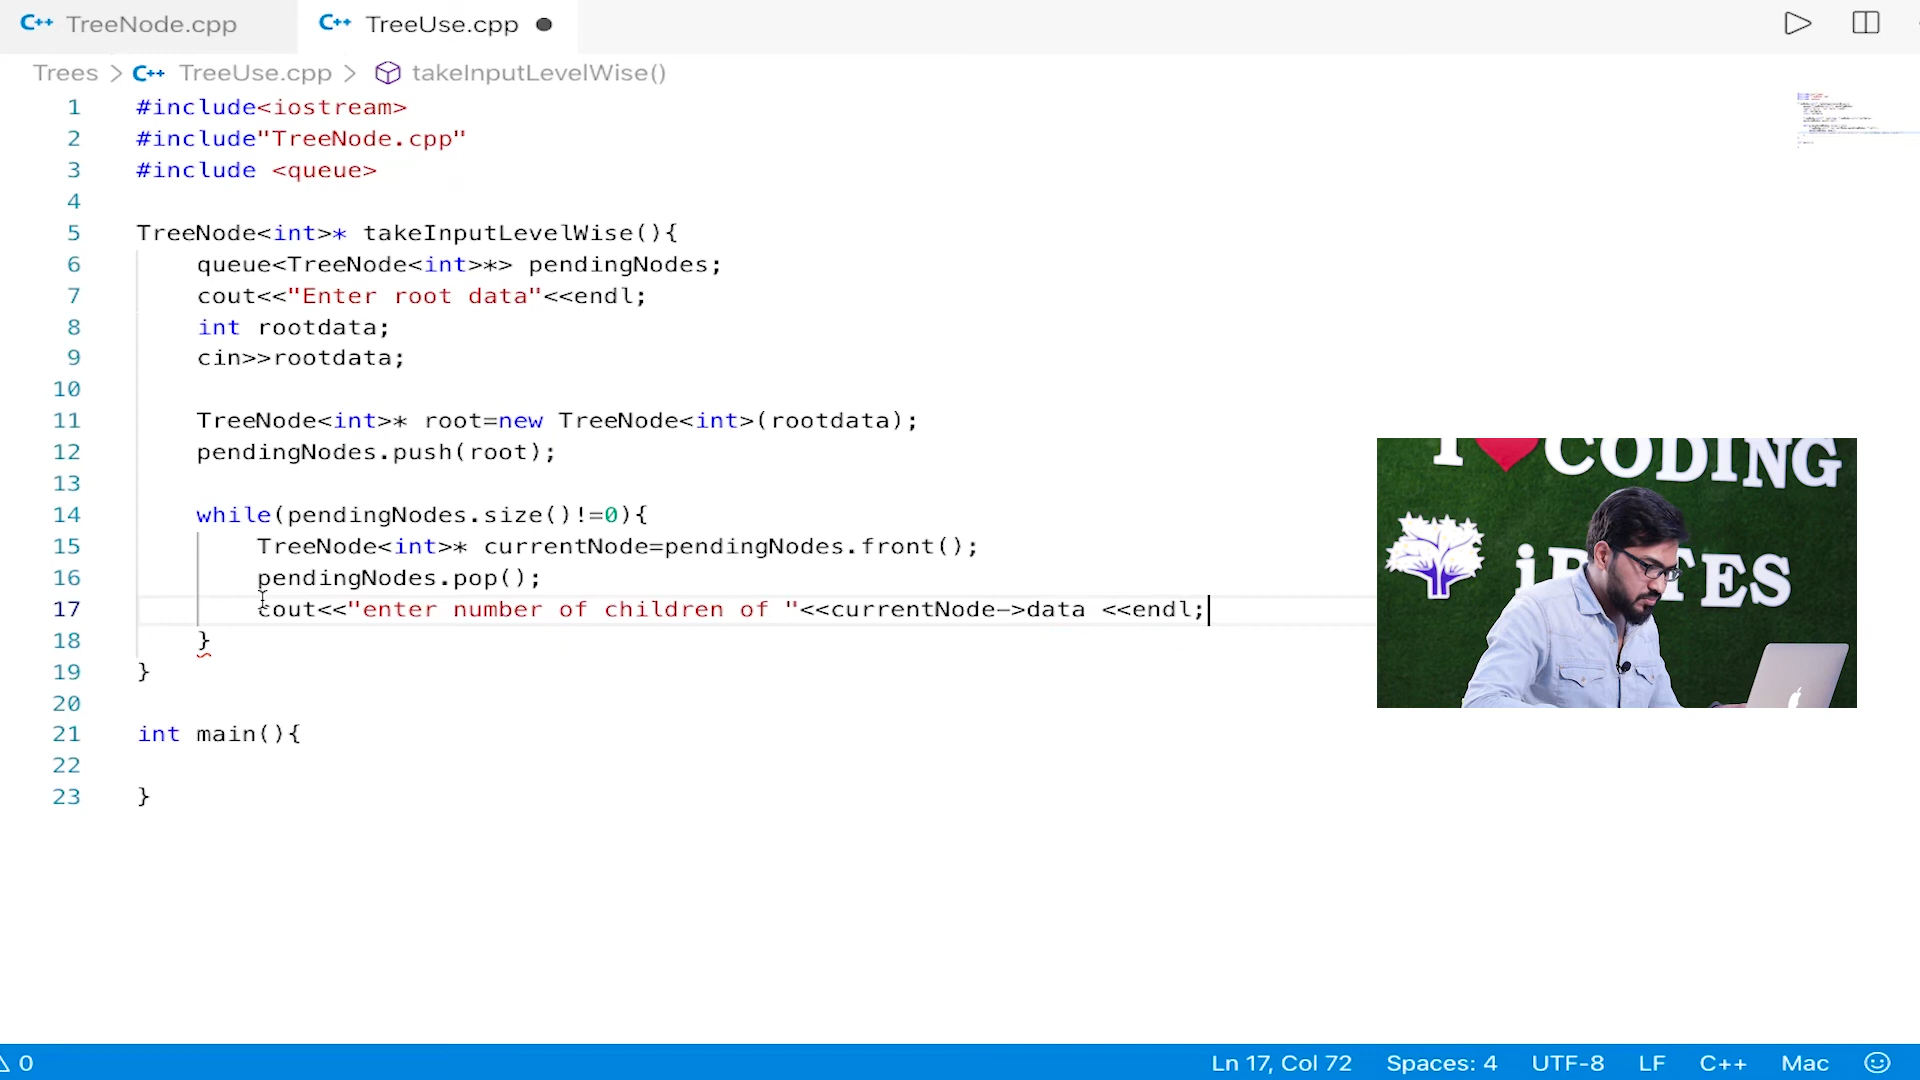 C++ TreeNode.cpp
C++ TreeUse.cpp
Trees > C++ TreeUse.cpp > takeInputLevelWise()
1 #include<iostream>
2 #include"TreeNode.cpp"
3 #include <queue>
4
5 TreeNode<int>* takeInputLevelWise(){
6 queue<TreeNode<int>*> pendingNodes;
7 cout<<"Enter root data"<<endl;
8 int rootdata;
9 cin>>rootdata;
10
11 TreeNode<int>* root=new TreeNode<int>(rootdata);
12 pendingNodes.push(root);
13
14 while(pendingNodes.size()!=0){
15 TreeNode<int>* currentNode=pendingNodes.front();
16 pendingNodes.pop();
17 cout<<"enter number of children of "<<currentNode->data <<endl;
18 }
19 }
20
21 int main(){
22
23 }
I CODING
0
Ln 17, Col 72
Spaces: 4
UTF-8
LF
C++
Mac